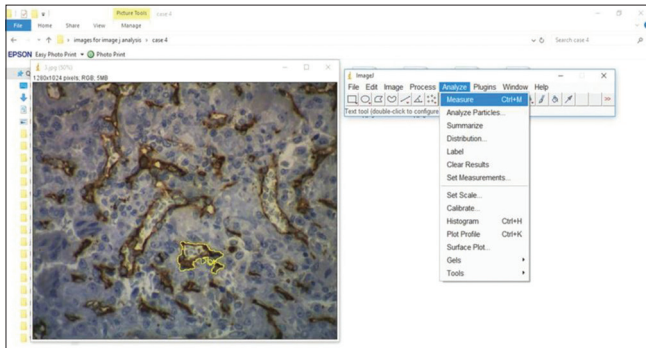 Picture Tools case 4
File Home Share View Manage
images for image j analysis › case 4
Search case 4
EPSON Easy Photo Print Photo Print
1280x1024 pixels; RGB; 5MB
ImageJ
File Edit Image Process Analyze Plugins Window Help
Text tool (double-click to configure
Measure Ctrl+M
Analyze Particles...
Summarize
Distribution...
Label
Clear Results
Set Measurements...
Set Scale...
Calibrate...
Histogram Ctrl+H
Plot Profile Ctrl+K
Surface Plot...
Gels
Tools